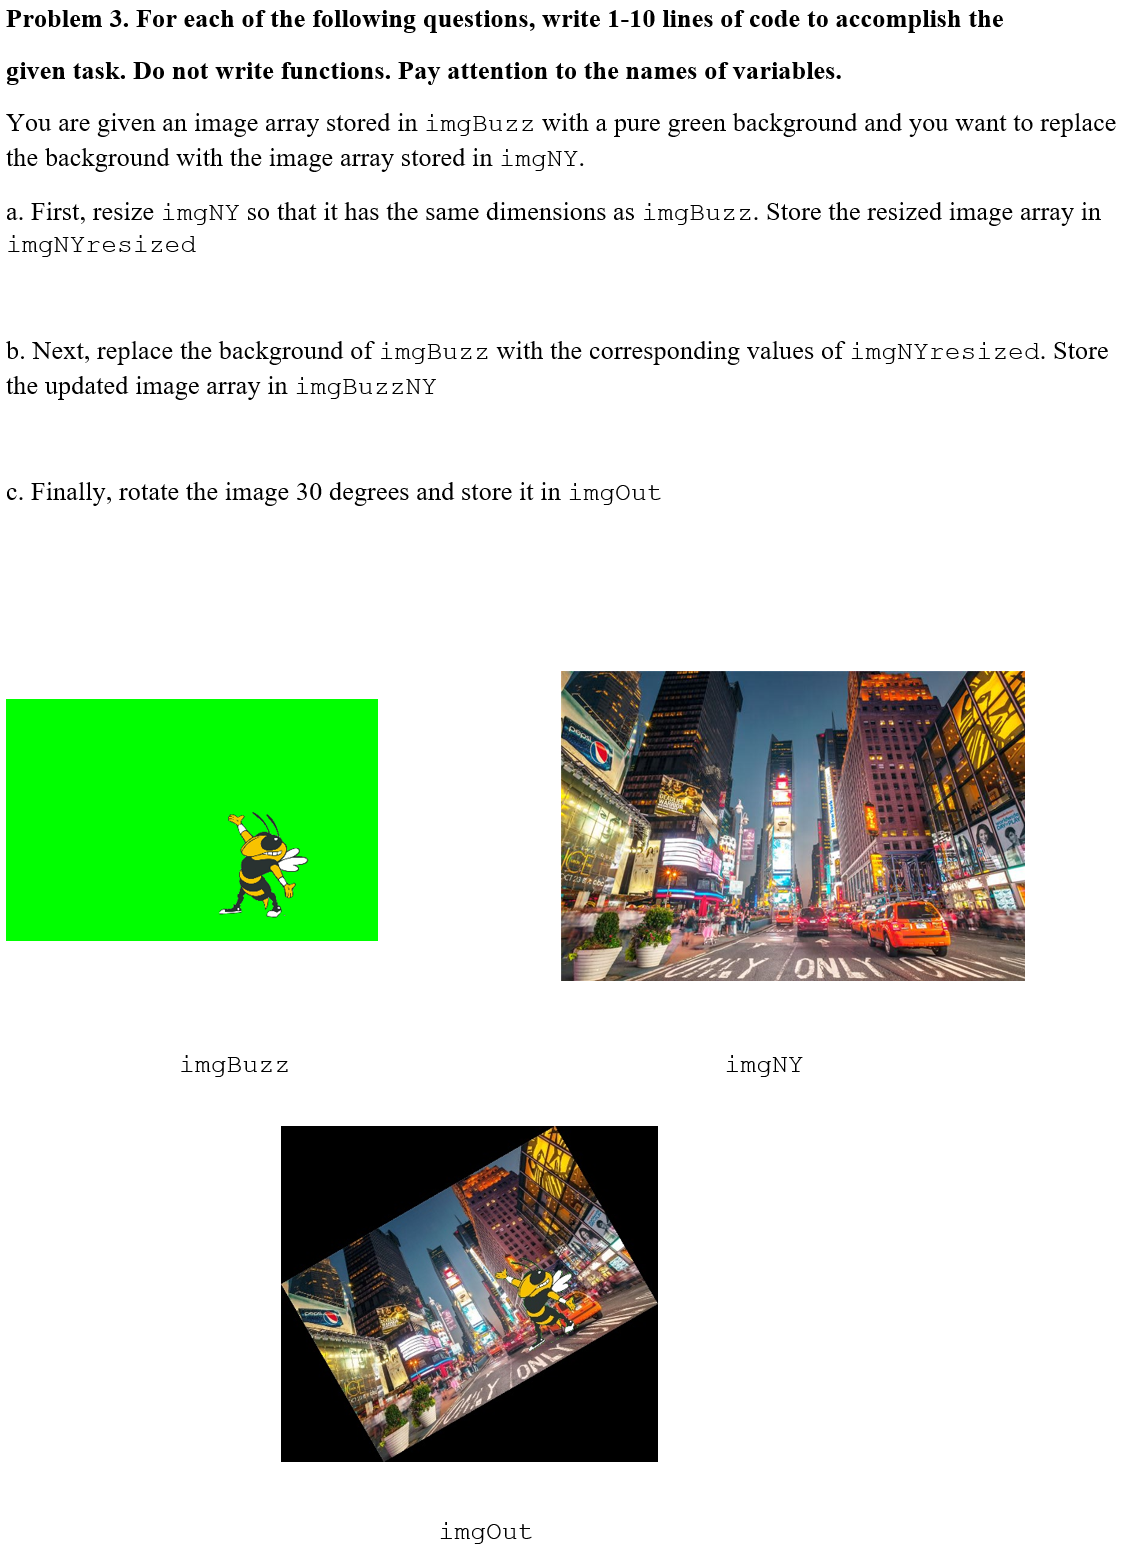 Problem 3. For each of the following questions, write 1-10 lines of code to accomplish the
given task. Do not write functions. Pay attention to the names of variables.
You are given an image array stored in imgBuzz with a pure green background and you want to replace
the background with the image array stored in imgNY.
a. First, resize imgNY so that it has the same dimensions as imgBuzz. Store the resized image array in
imgNYresized
b. Next, replace the background of imgBuzz with the corresponding values of imgNYresized. Store
the updated image array in imgBuzzNY
c. Finally, rotate the image 30 degrees and store it in imgOut
pepsi
ONLY
imgBuzz
imgNY
pepsi
ONLY
imgOut